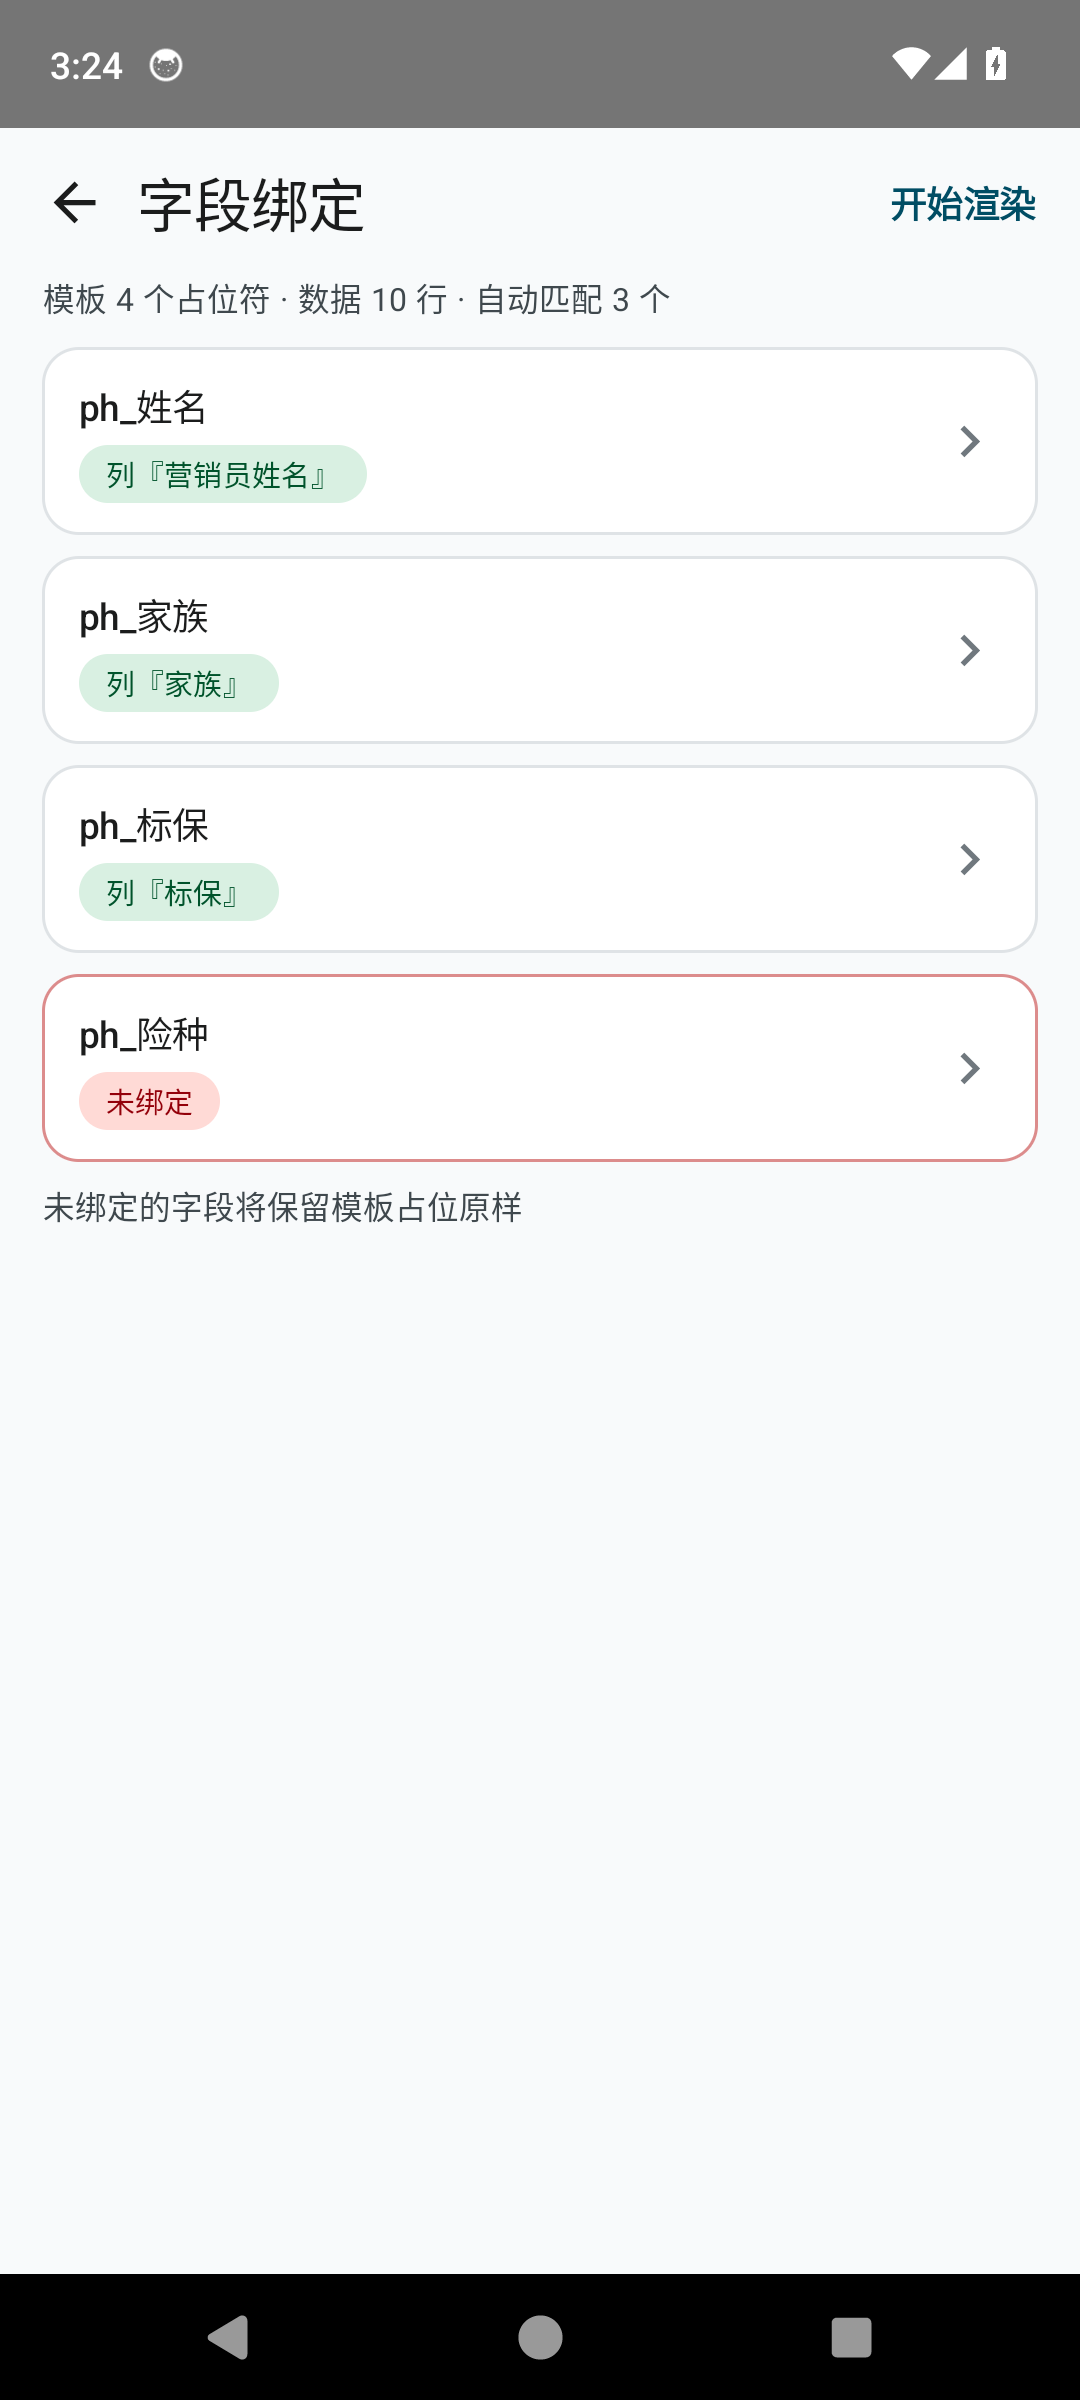 3:24
字段绑定
开始渲染
模板 4 个占位符 · 数据 10 行 · 自动匹配 3 个
ph_姓名
列『营销员姓名』
ph_家族
列『家族』
ph_标保
列『标保』
ph_险种
未绑定
未绑定的字段将保留模板占位原样